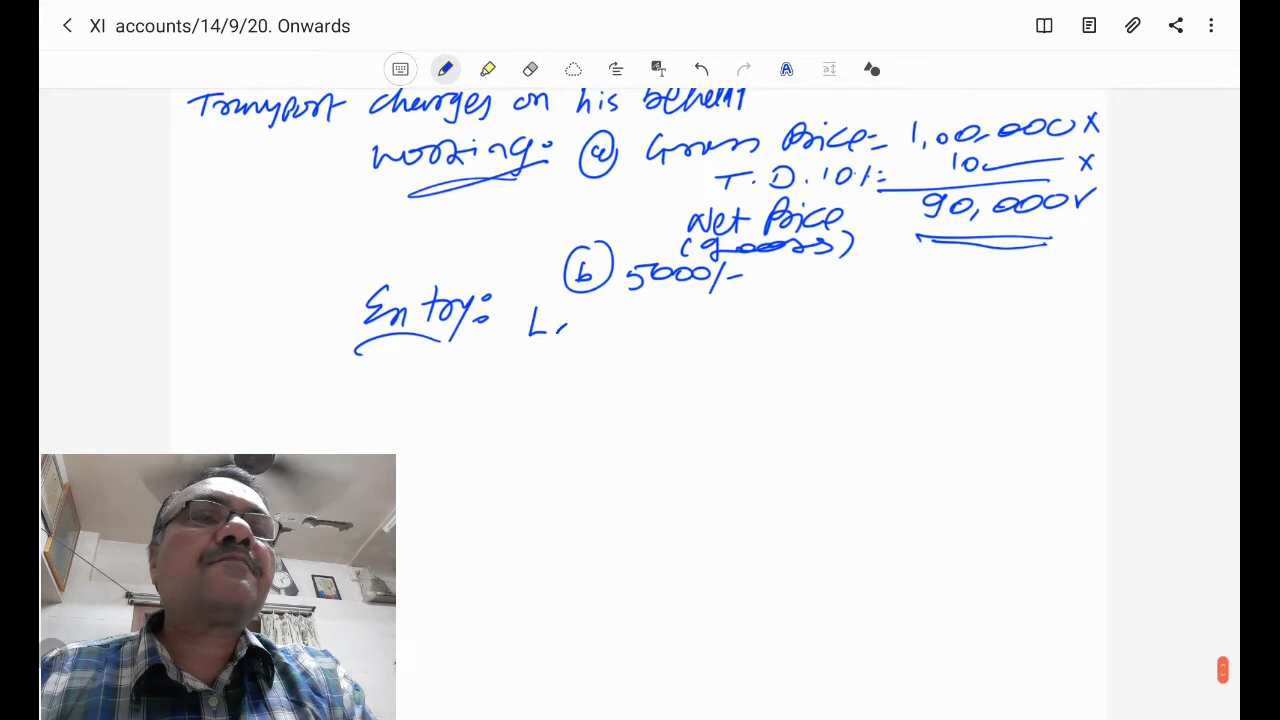 XI accounts/14/9/20. Onwards
Transport charges on his behalf
working: (a) Gross Price = 1,00,000 X
T. D. 10% = 10 X
Net Price 90,000 ✓
(goods)
(b) 5000/-
Entry: L